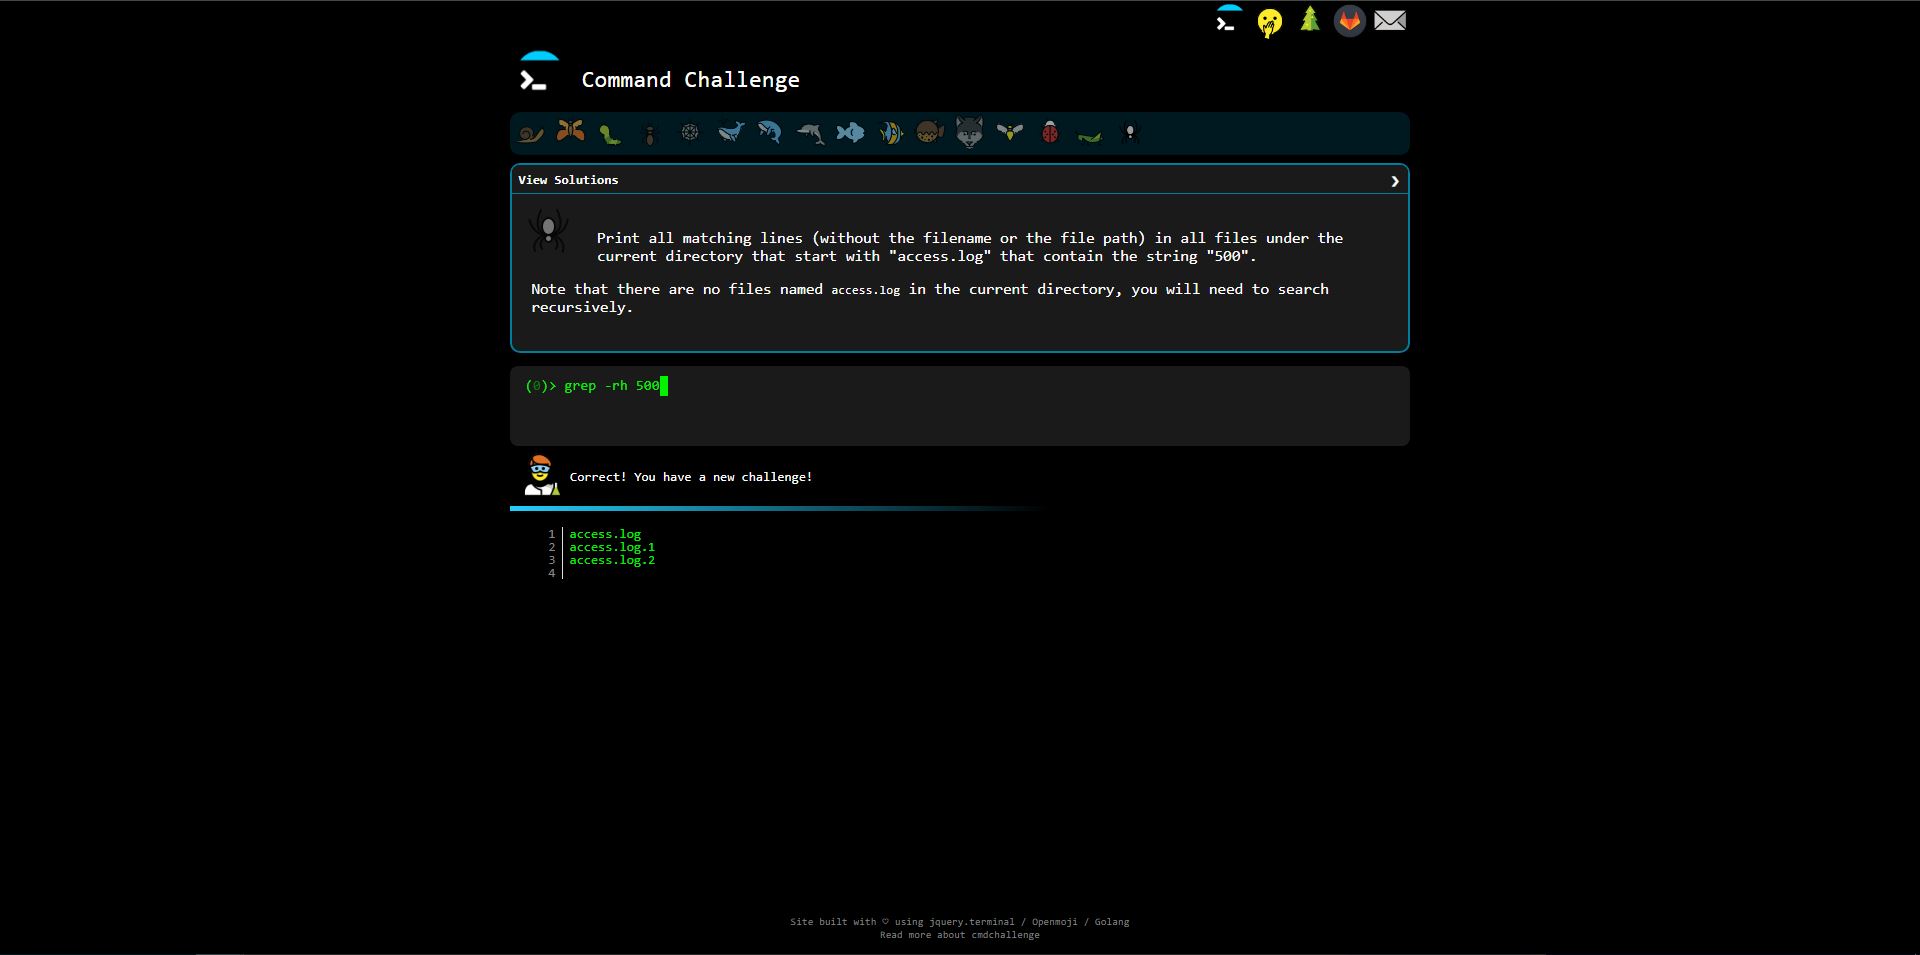 Command Challenge
View Solutions
Print all matching lines (without the filename or the file path) in all files under the
current directory that start with "access.log" that contain the string "500".
Note that there are no files named access.log in the current directory, you will need to search
recursively.
(0)> grep -rh 500
Correct! You have a new challenge!
1 access.log
2 access.log.1
3 access.log.2
4
Site built with ♡ using jquery.terminal / Openmoji / Golang
Read more about cmdchallenge